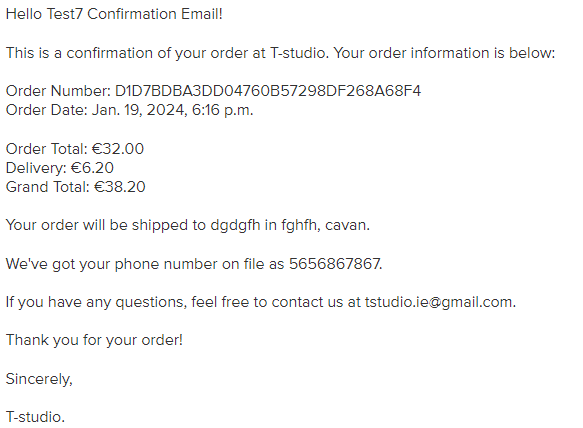 Hello Test7 Confirmation Email!
This is a confirmation of your order at T-studio. Your order information is below:
Order Number: D1D7BDBA3DD04760B57298DF268A68F4
Order Date: Jan. 19, 2024, 6:16 p.m.
Order Total: €32.00
Delivery: €6.20
Grand Total: €38.20
Your order will be shipped to dgdgfh in fghfh, cavan.
We've got your phone number on file as 5656867867.
If you have any questions, feel free to contact us at tstudio.ie@gmail.com.
Thank you for your order!
Sincerely,
T-studio.